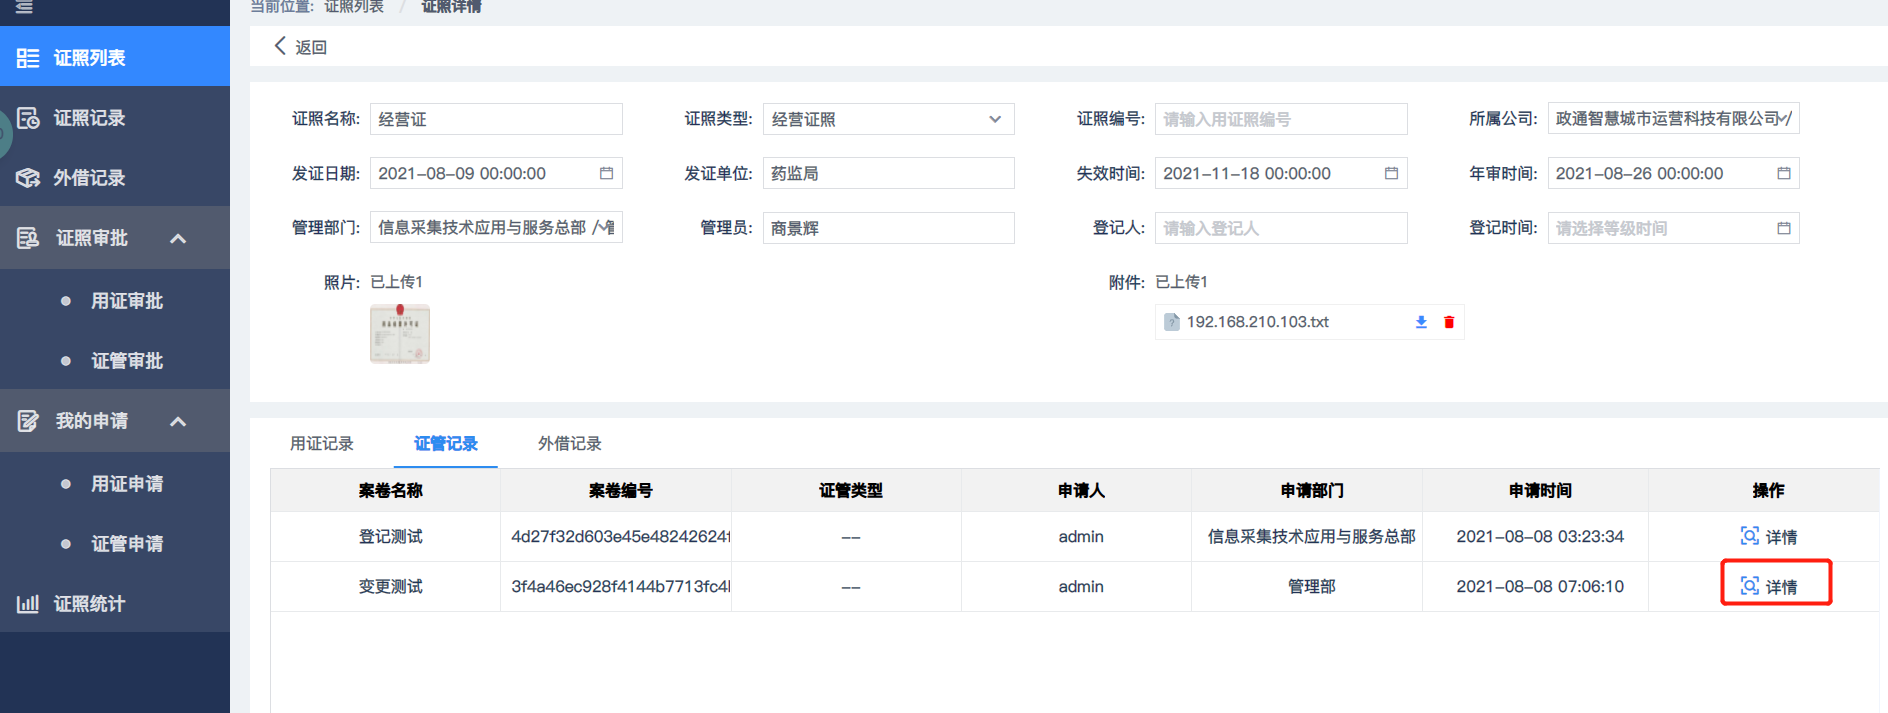 当前位置: 证照列表 / 证照详情
证照列表
证照记录
外借记录
证照审批
用证审批
证管审批
我的申请
用证申请
证管申请
证照统计
返回
证照名称: 经营证 证照类型: 经营证照 证照编号: 请输入用证照编号 所属公司: 政通智慧城市运营科技有限公司 /
发证日期: 2021-08-09 00:00:00 发证单位: 药监局 失效时间: 2021-11-18 00:00:00 年审时间: 2021-08-26 00:00:00
管理部门: 信息采集技术应用与服务总部 / 管理员: 商景辉 登记人: 请输入登记人 登记时间: 请选择等级时间
照片: 已上传1 附件: 已上传1
192.168.210.103.txt
用证记录 证管记录 外借记录
案卷名称 案卷编号 证管类型 申请人 申请部门 申请时间 操作
登记测试 4d27f32d603e45e48242624f -- admin 信息采集技术应用与服务总部 2021-08-08 03:23:34 详情
变更测试 3f4a46ec928f4144b7713fc4 -- admin 管理部 2021-08-08 07:06:10 详情